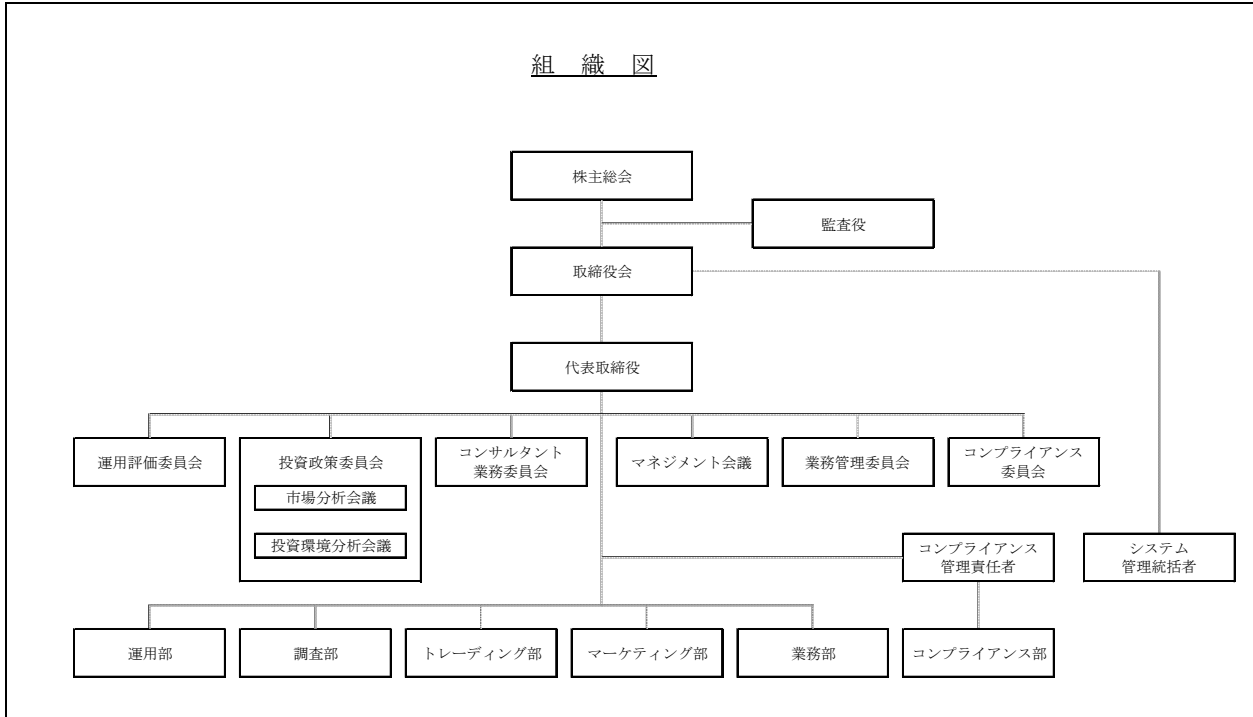 組 織 図
株主総会
監査役
取締役会
代表取締役
運用評価委員会
投資政策委員会
市場分析会議
投資環境分析会議
コンサルタント
業務委員会
マネジメント会議
業務管理委員会
コンプライアンス
委員会
コンプライアンス
管理責任者
システム
管理統括者
運用部
調査部
トレーディング部
マーケティング部
業務部
コンプライアンス部